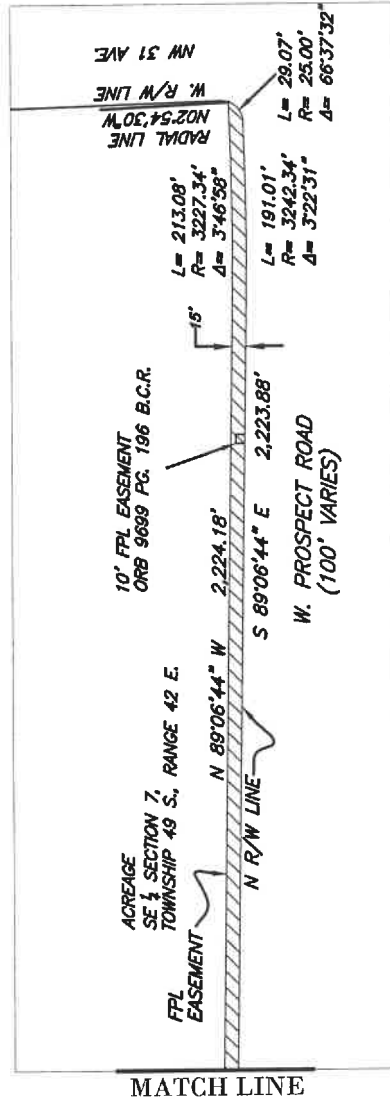 ACREAGE
SE ¼ SECTION 7,
TOWNSHIP 49 S., RANGE 42 E.
FPL
EASEMENT
10' FPL EASEMENT
ORB 9699 PG. 196 B.C.R.
N 89°06'44" W 2,224.18'
15'
L= 213.08'
R= 3227.34'
Δ= 3°46'58"
RADIAL LINE
N02°54'30"W
W. R/W LINE
NW 31 AVE.
N R/W LINE
S 89°06'44" E 2,223.88'
W. PROSPECT ROAD
(100' VARIES)
L= 191.01'
R= 3242.34'
Δ= 3°22'31"
L= 29.07'
R= 25.00'
Δ= 66°37'32"
MATCH LINE